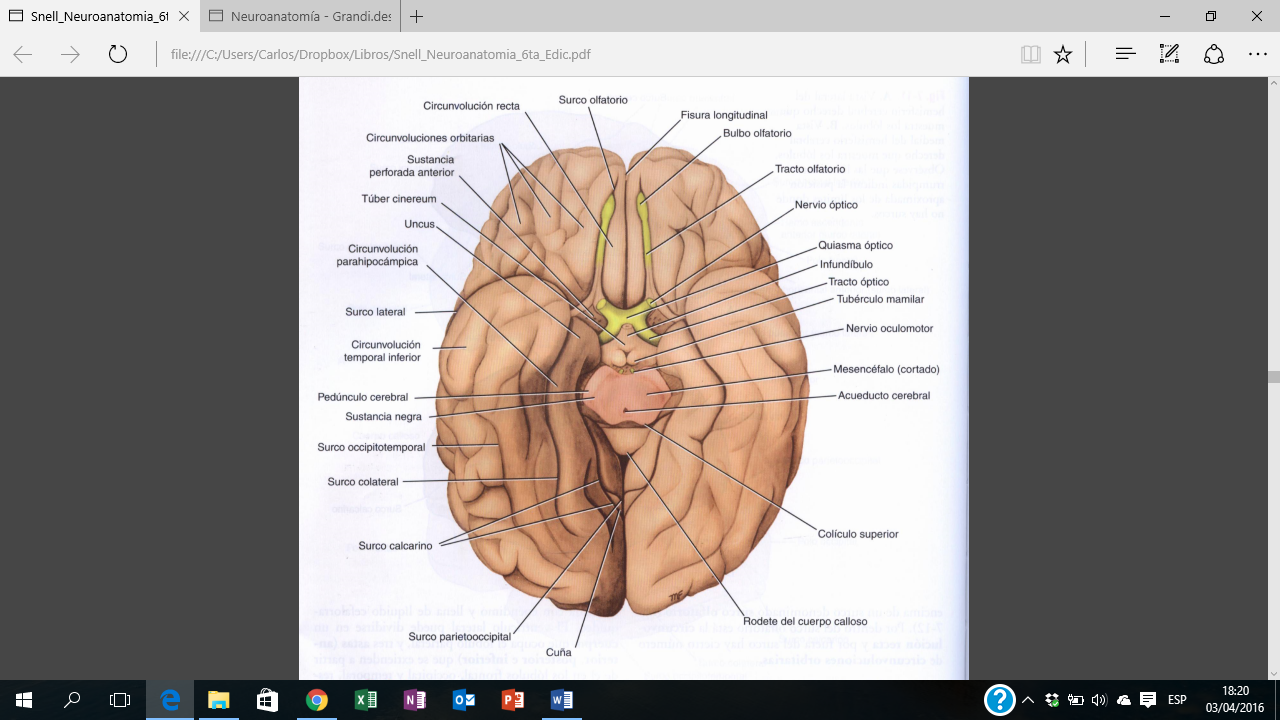 Snell_Neuroanatomia_6t
Neuroanatomía - Grandes.
file:///C:/Users/Carlos/Dropbox/Libros/Snell_Neuroanatomia_6ta_Edic.pdf
Circunvolución recta
Surco olfatorio
Fisura longitudinal
Bulbo olfatorio
Circunvoluciones orbitarias
Sustancia
perforada anterior
Tracto olfatorio
Túber cinereum
Nervio óptico
Uncus
Circunvolución
parahipocámpica
Quiasma óptico
Infundíbulo
Tracto óptico
Tubérculo mamilar
Surco lateral
Nervio oculomotor
Circunvolución
temporal inferior
Mesencéfalo (cortado)
Pedúnculo cerebral
Acueducto cerebral
Sustancia negra
Surco occipitotemporal
Surco colateral
Surco calcarino
Colículo superior
Rodete del cuerpo calloso
Surco parietooccipital
Cuña
ESP
18:20
03/04/2016